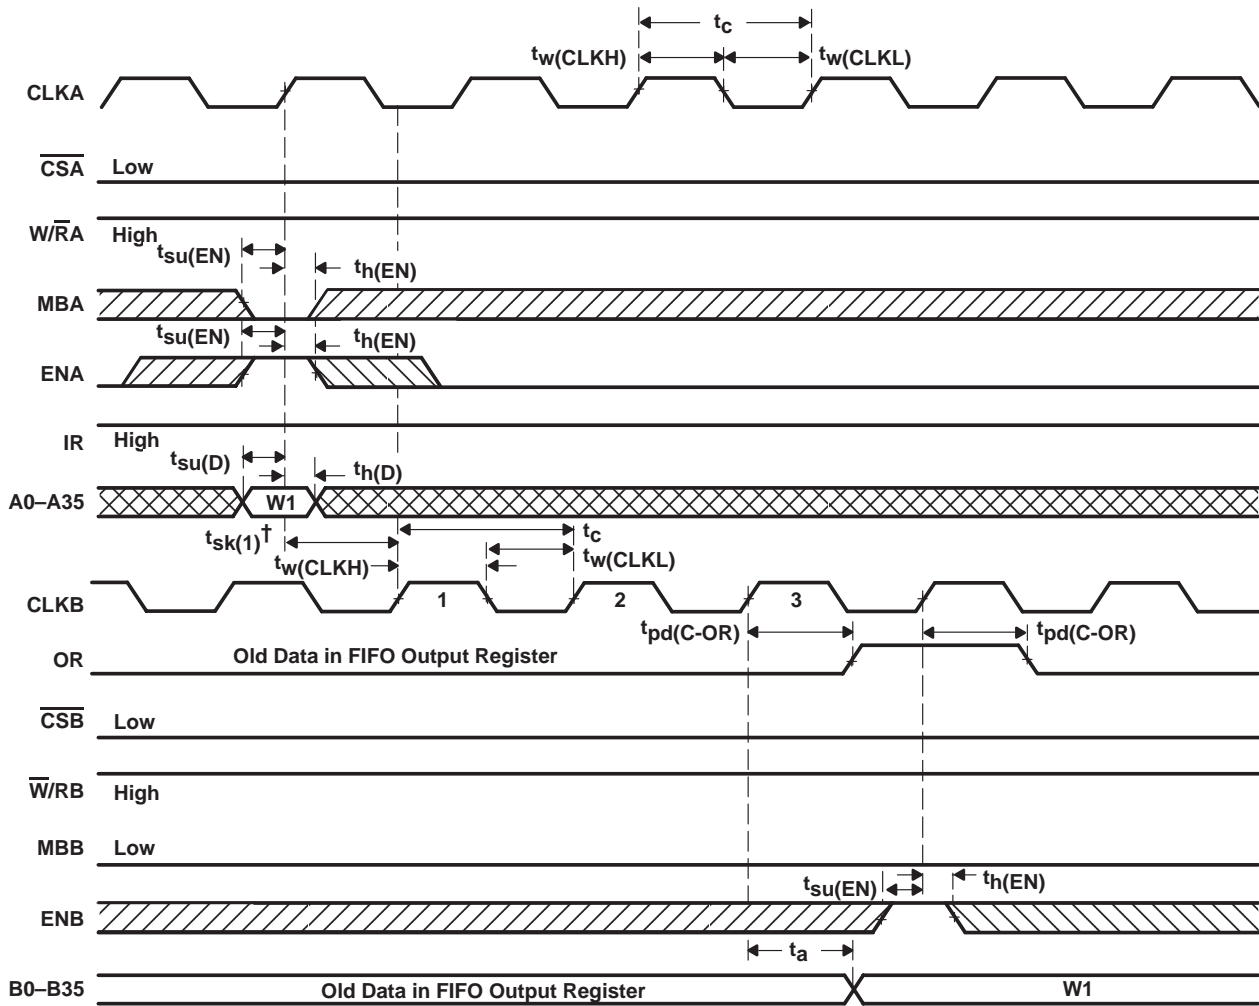 tc
tw(CLKH)
tw(CLKL)
CLKA
CSA
Low
W/RA
High
tsu(EN)
th(EN)
MBA
tsu(EN)
th(EN)
ENA
IR
High
tsu(D)
th(D)
A0–A35
W1
tsk(1)†
tc
tw(CLKH)
tw(CLKL)
CLKB
1
2
3
tpd(C-OR)
tpd(C-OR)
OR
Old Data in FIFO Output Register
CSB
Low
W/RB
High
MBB
Low
tsu(EN)
th(EN)
ENB
ta
B0–B35
Old Data in FIFO Output Register
W1